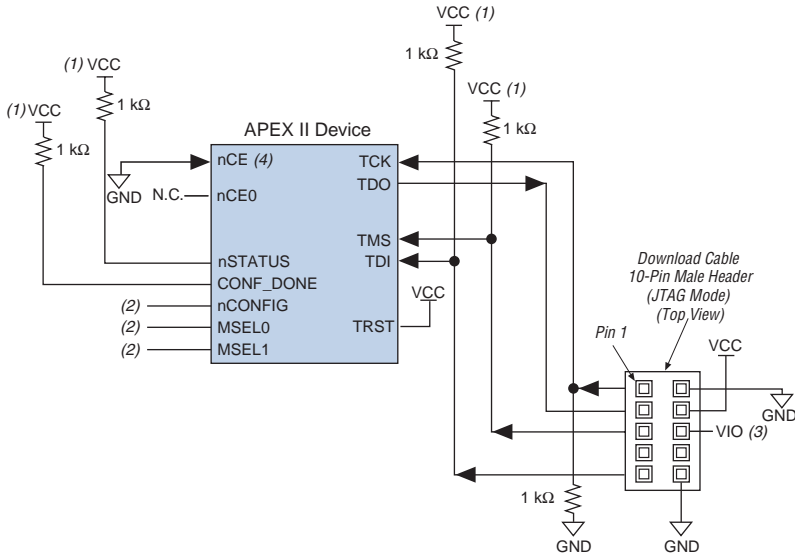 VCC (1)
1 kΩ
(1) VCC
1 kΩ
VCC (1)
1 kΩ
(1) VCC
1 kΩ
APEX II Device
nCE (4)
TCK
GND
N.C.
nCE0
TDO
TMS
nSTATUS
TDI
CONF_DONE
VCC
(2)
nCONFIG
(2)
MSEL0
TRST
(2)
MSEL1
Download Cable
10-Pin Male Header
(JTAG Mode)
(Top View)
Pin 1
VCC
GND
VIO (3)
1 kΩ
GND
GND